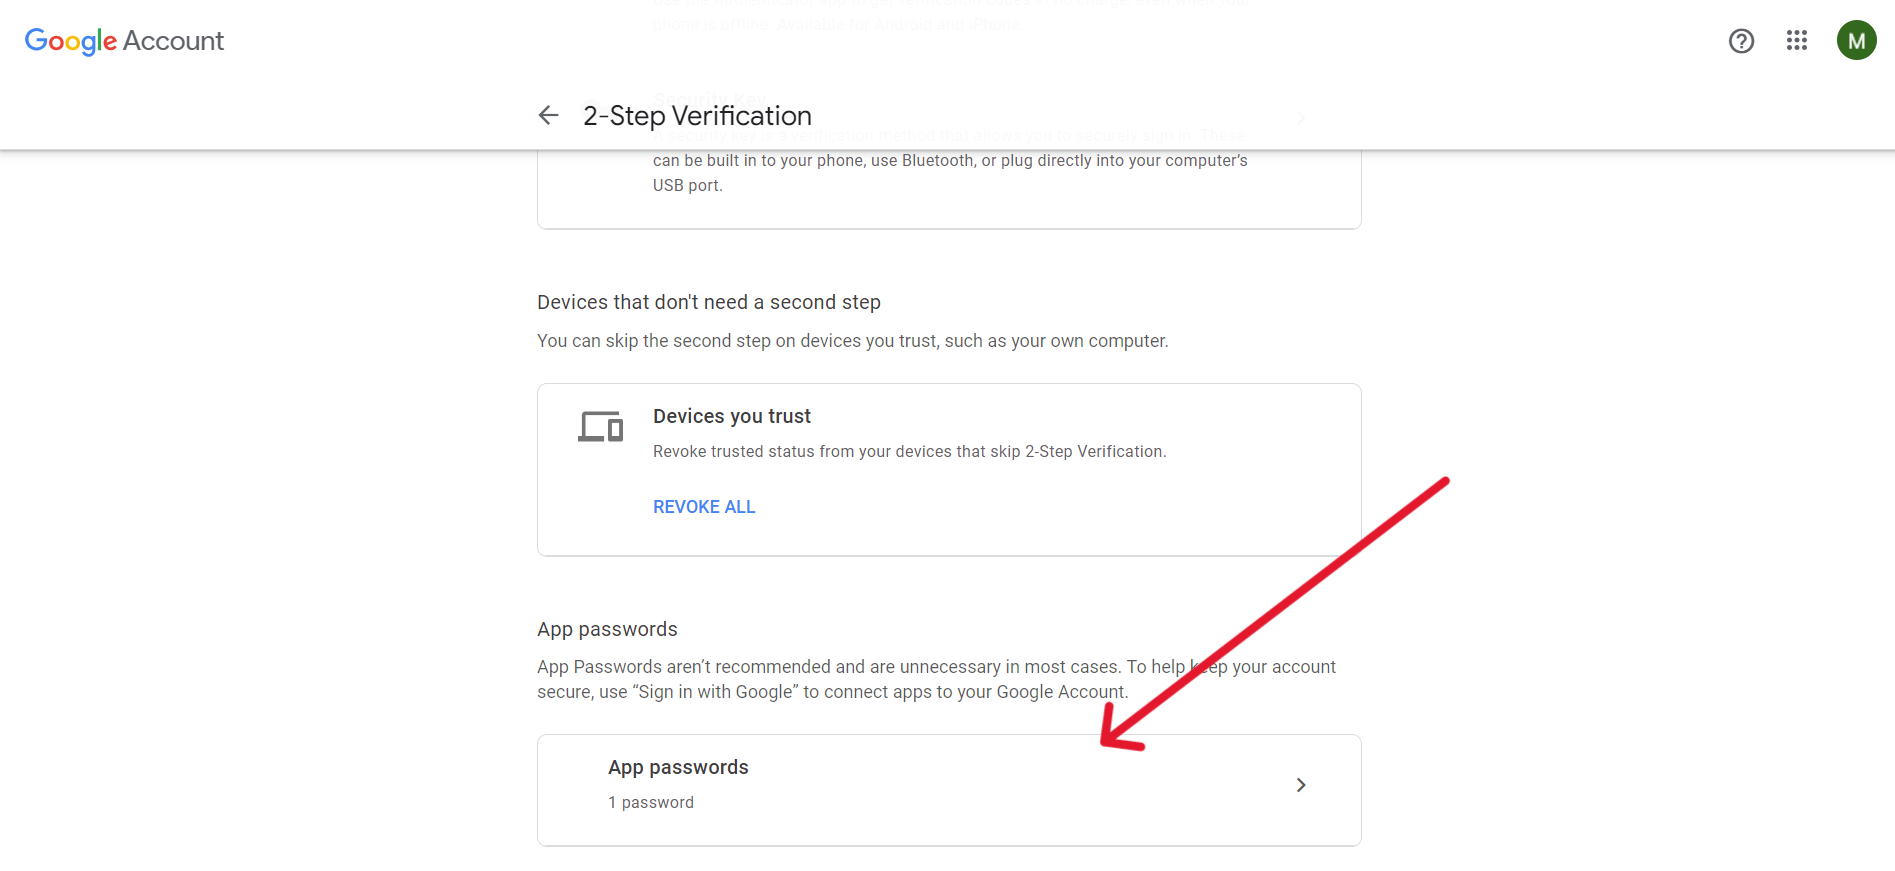 Use the Authenticator app to get verification codes at no charge, even when your
phone is offline. Available for Android and iPhone.
Google Account
M
Security Key
2-Step Verification
A security key is a verification method that allows you to securely sign in. These
can be built in to your phone, use Bluetooth, or plug directly into your computer’s
USB port.
Devices that don't need a second step
You can skip the second step on devices you trust, such as your own computer.
Devices you trust
Revoke trusted status from your devices that skip 2-Step Verification.
REVOKE ALL
App passwords
App Passwords aren’t recommended and are unnecessary in most cases. To help keep your account
secure, use “Sign in with Google” to connect apps to your Google Account.
App passwords
1 password